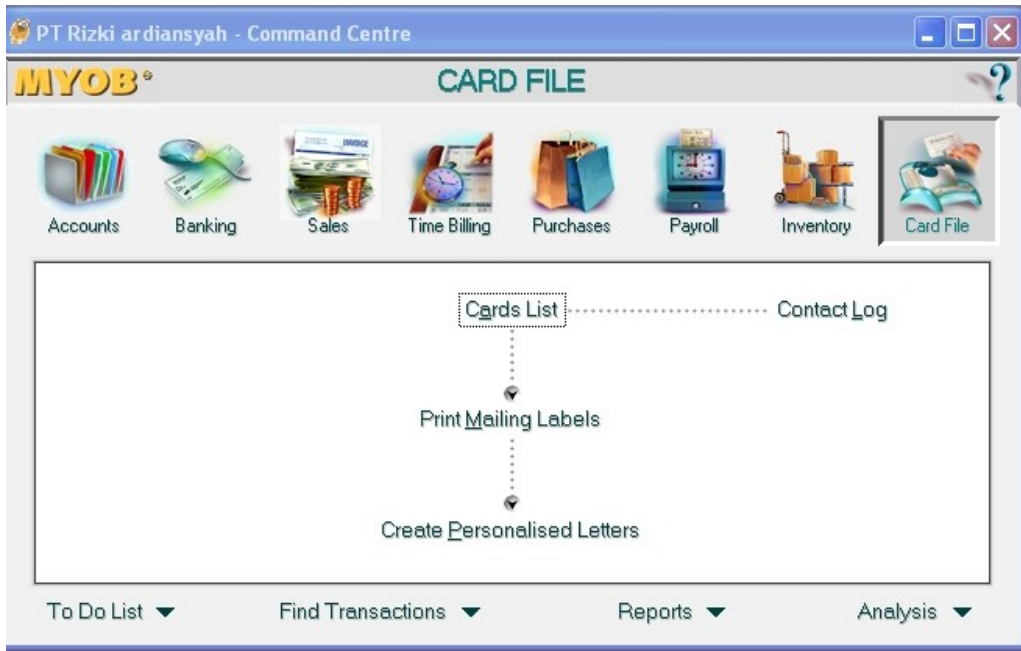 PT Rizki ardiansyah - Command Centre
MYOB
CARD FILE
?
INVOICE
Accounts
Banking
Sales
Time Billing
Purchases
Payroll
Inventory
Card File
Cards List
Contact Log
Print Mailing Labels
Create Personalised Letters
To Do List
Find Transactions
Reports
Analysis